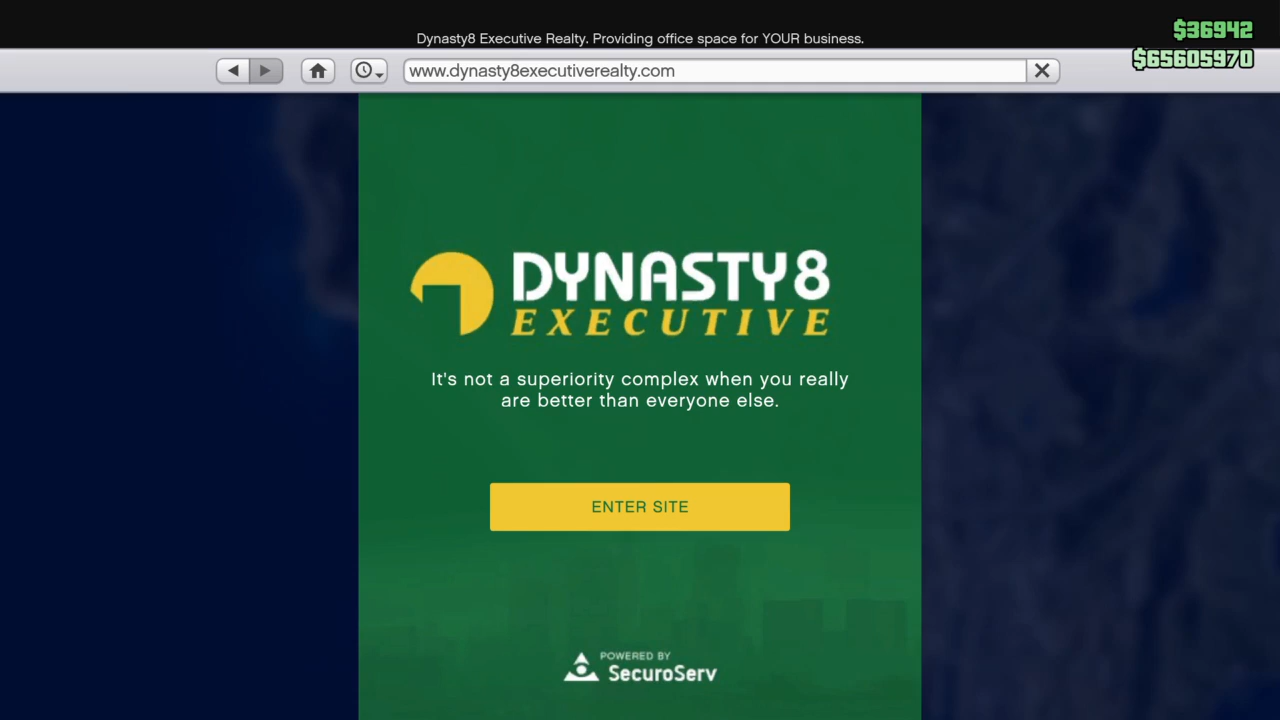 Dynasty8 Executive Realty. Providing office space for YOUR business.
$36942
$65605970
www.dynasty8executiverealty.com
DYNASTY8
EXECUTIVE
It's not a superiority complex when you really
are better than everyone else.
ENTER SITE
POWERED BY
SecuroServ